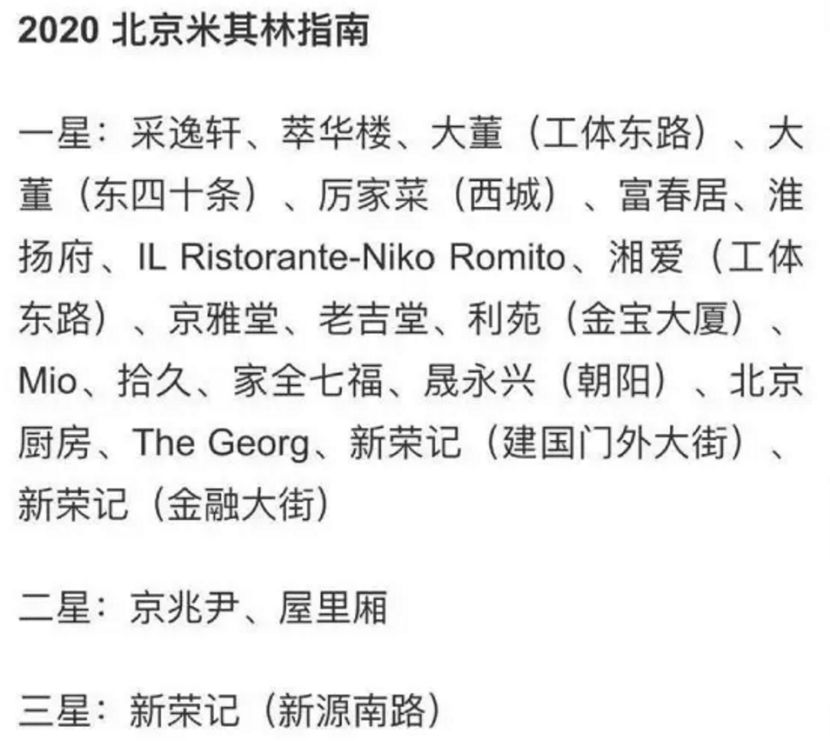 2020 北京米其林指南
一星：采逸轩、萃华楼、大董（工体东路）、大
董（东四十条）、厉家菜（西城）、富春居、淮
扬府、IL Ristorante-Niko Romito、湘爱（工体
东路）、京雅堂、老吉堂、利苑（金宝大厦）、
Mio、拾久、家全七福、晟永兴（朝阳）、北京
厨房、The Georg、新荣记（建国门外大街）、
新荣记（金融大街）
二星：京兆尹、屋里厢
三星：新荣记（新源南路）